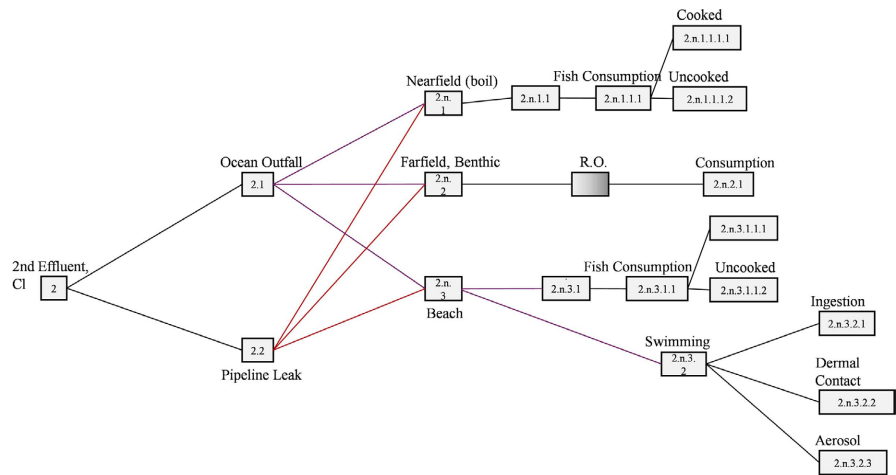 Cooked
2.n.1.1.1.1
Nearfield (boil)
Fish Consumption
Uncooked
2.n.
1
2.n.1.1
2.n.1.1.1
2.n.1.1.1.2
Ocean Outfall
Farfield, Benthic
R.O.
Consumption
2.1
2.n.
2
2.n.2.1
2.n.3.1.1.1
2nd Effluent,
Cl
2
Fish Consumption
Uncooked
2.n.
3
2.n.3.1
2.n.3.1.1
2.n.3.1.1.2
Beach
Ingestion
2.n.3.2.1
Swimming
2.2
2.n.3.
2
Pipeline Leak
Dermal
Contact
2.n.3.2.2
Aerosol
2.n.3.2.3